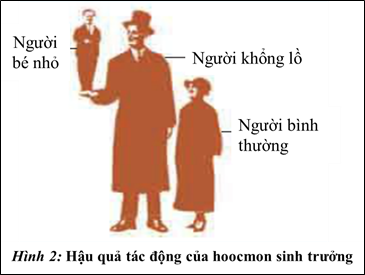 Người
bé nhỏ
Người khổng lồ
Người bình
thường
Hình 2: Hậu quả tác động của hoocmon sinh trưởng